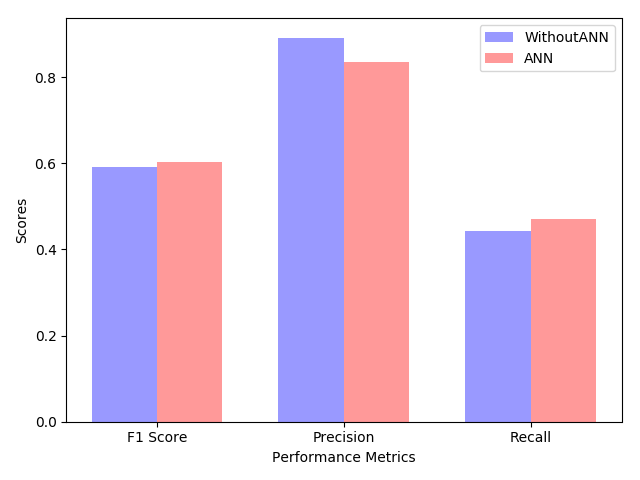 WithoutANN
ANN
Scores
0.8
0.6
0.4
0.2
0.0
F1 Score
Precision
Recall
Performance Metrics